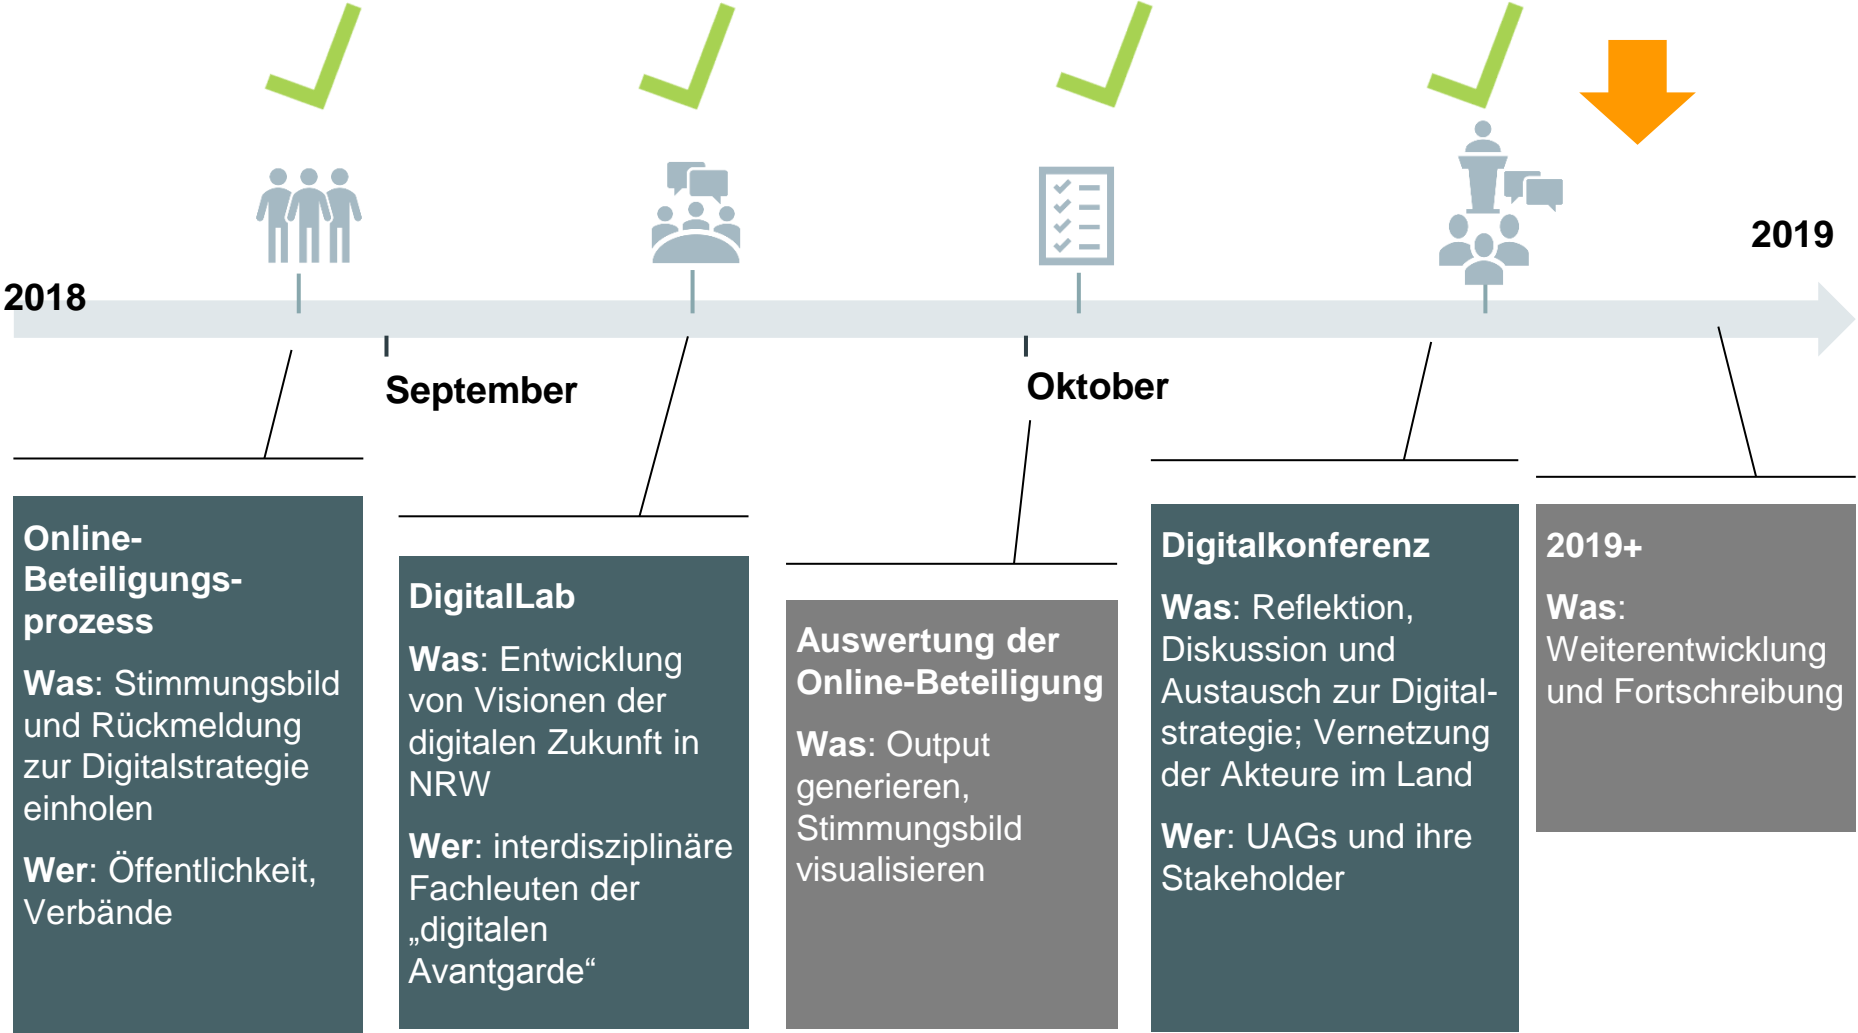 2018
2019
September
Oktober
Online-
Beteiligungs-
prozess
Was: Stimmungsbild
und Rückmeldung
zur Digitalstrategie
einholen
Wer: Öffentlichkeit,
Verbände
DigitalLab
Was: Entwicklung
von Visionen der
digitalen Zukunft in
NRW
Wer: interdisziplinäre
Fachleuten der
„digitalen
Avantgarde“
Auswertung der
Online-Beteiligung
Was: Output
generieren,
Stimmungsbild
visualisieren
Digitalkonferenz
Was: Reflektion,
Diskussion und
Austausch zur Digital-
strategie; Vernetzung
der Akteure im Land
Wer: UAGs und ihre
Stakeholder
2019+
Was:
Weiterentwicklung
und Fortschreibung